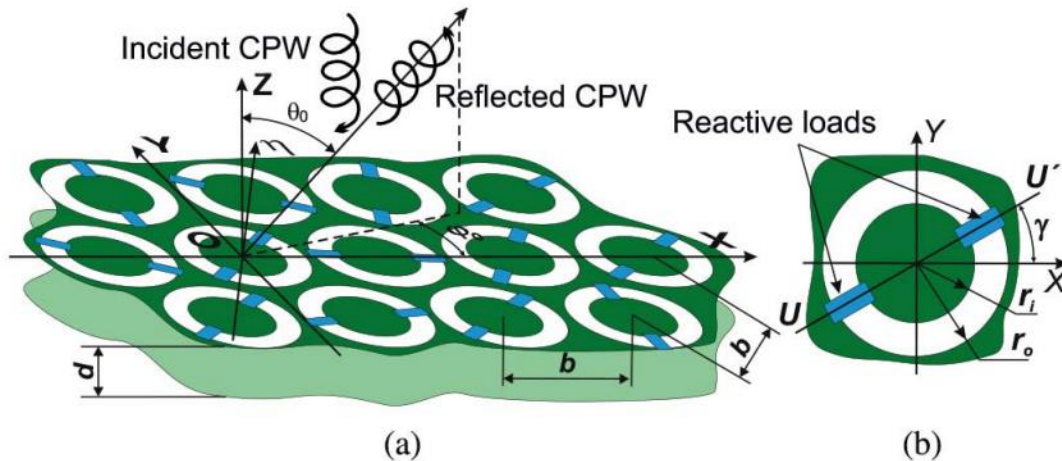 Incident CPW
Z
θ₀
Reflected CPW
Y
η
O
φ₀
X
d
b
b
(a)
Reactive loads
Y
U′
γ
X
U
rᵢ
rₒ
(b)